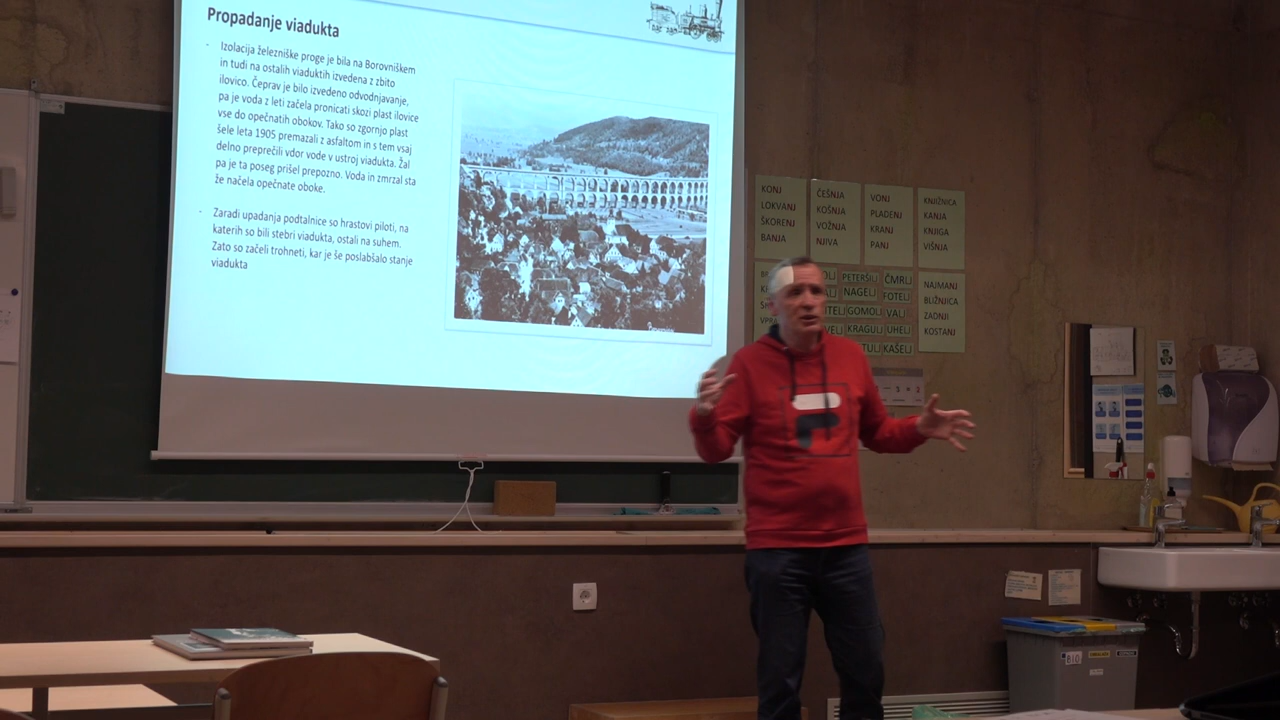 Propadanje viadukta
- Izolacija železniške proge je bila na Borovniškem
in tudi na ostalih viaduktih izvedena z zbito
ilovico. Čeprav je bilo izvedeno odvodnjavanje,
pa je voda z leti začela pronicati skozi plast ilovice
vse do opečnatih obokov. Tako so zgornjo plast
šele leta 1905 premazali z asfaltom in s tem vsaj
delno preprečili vdor vode v ustroj viadukta. Žal
pa je ta poseg prišel prepozno. Voda in zmrzal sta
že načela opečnate oboke.
- Zaradi upadanja podtalnice so hrastovi piloti, na
katerih so bili stebri viadukta, ostali na suhem.
Zato so začeli trohneti, kar je še poslabšalo stanje
viadukta
KONJ
LOKVANJ
ŠKORENJ
BANJA
ČEŠNJA
KOŠNJA
VOŽNJA
NJIVA
VONJ
PLADENJ
KRANJ
PANJ
KNJIŽNICA
KANJA
KNJIGA
VIŠNJA
PETERŠILJ
ČMRLJ
NAGELJ
FOTELJ
GOMOLJ
VALJ
KRAGULJ
UHELJ
KAŠELJ
NAJMANJ
BLIŽNJICA
ZADNJI
KOSTANJ
BIO